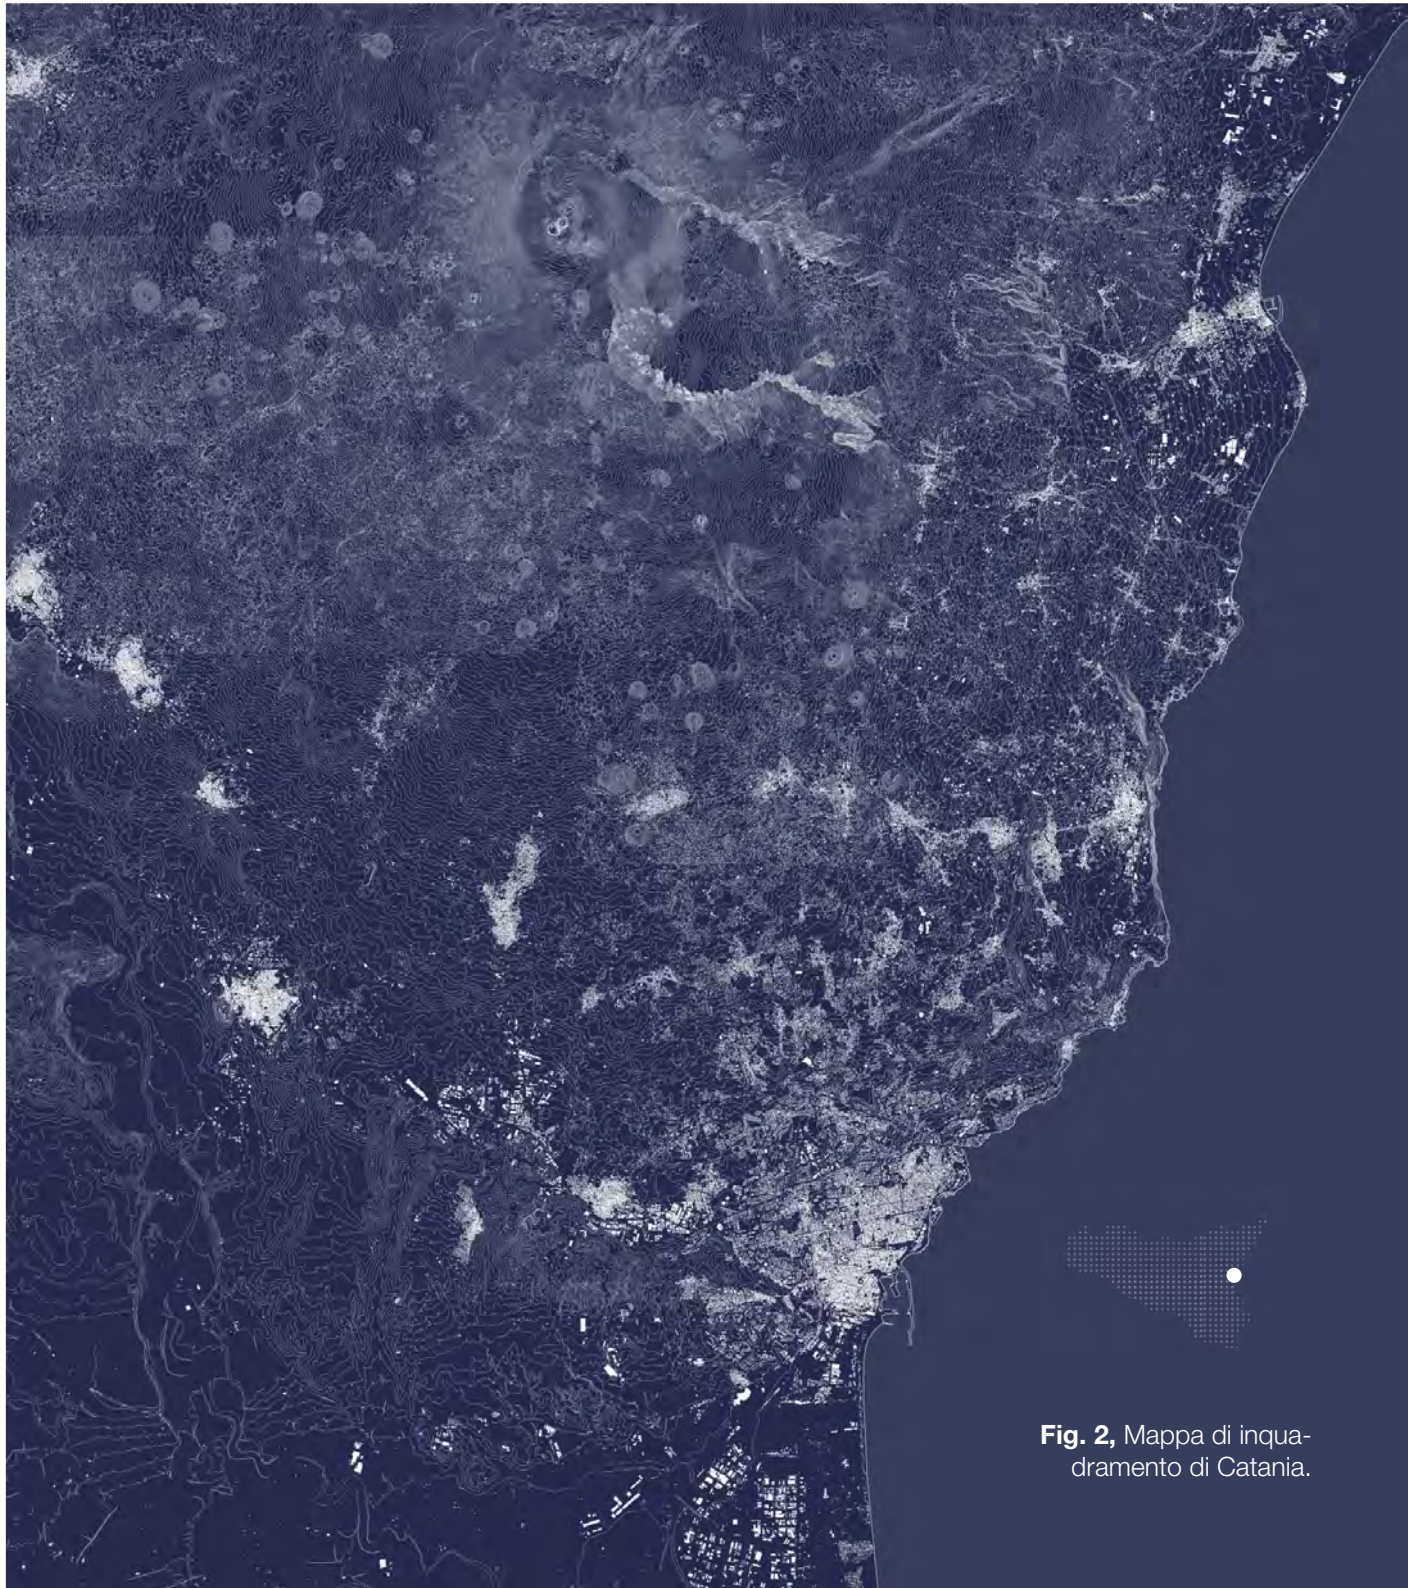 Fig. 2, Mappa di inqua-
dramento di Catania.